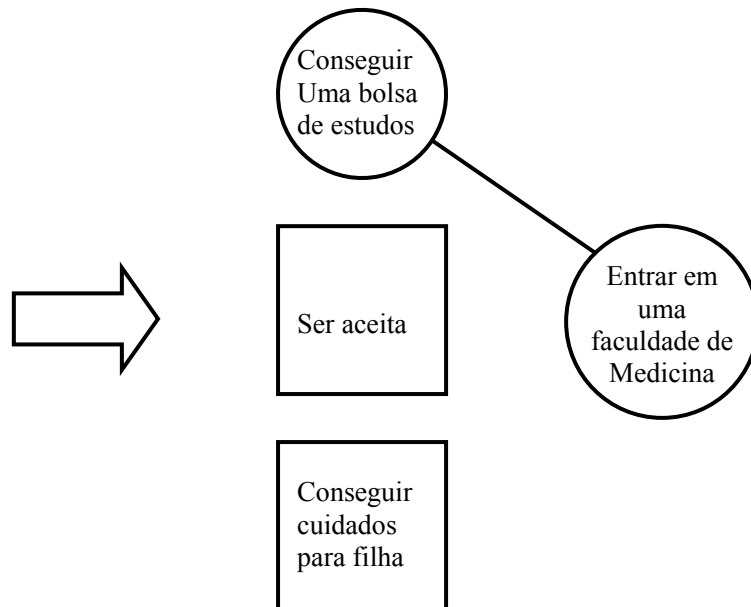 Conseguir
Uma bolsa
de estudos
Entrar em
uma
faculdade de
Medicina
Ser aceita
Conseguir
cuidados
para filha